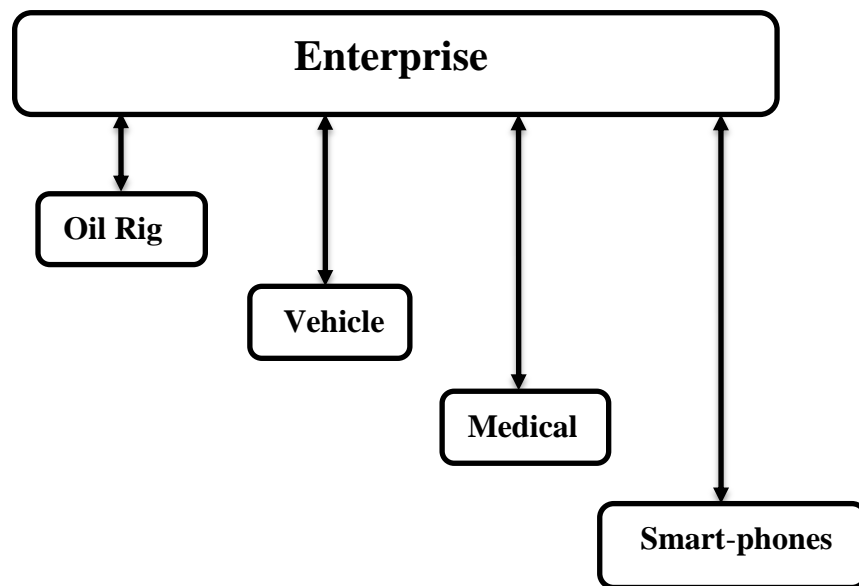 Enterprise
Oil Rig
Vehicle
Medical
Smart-phones